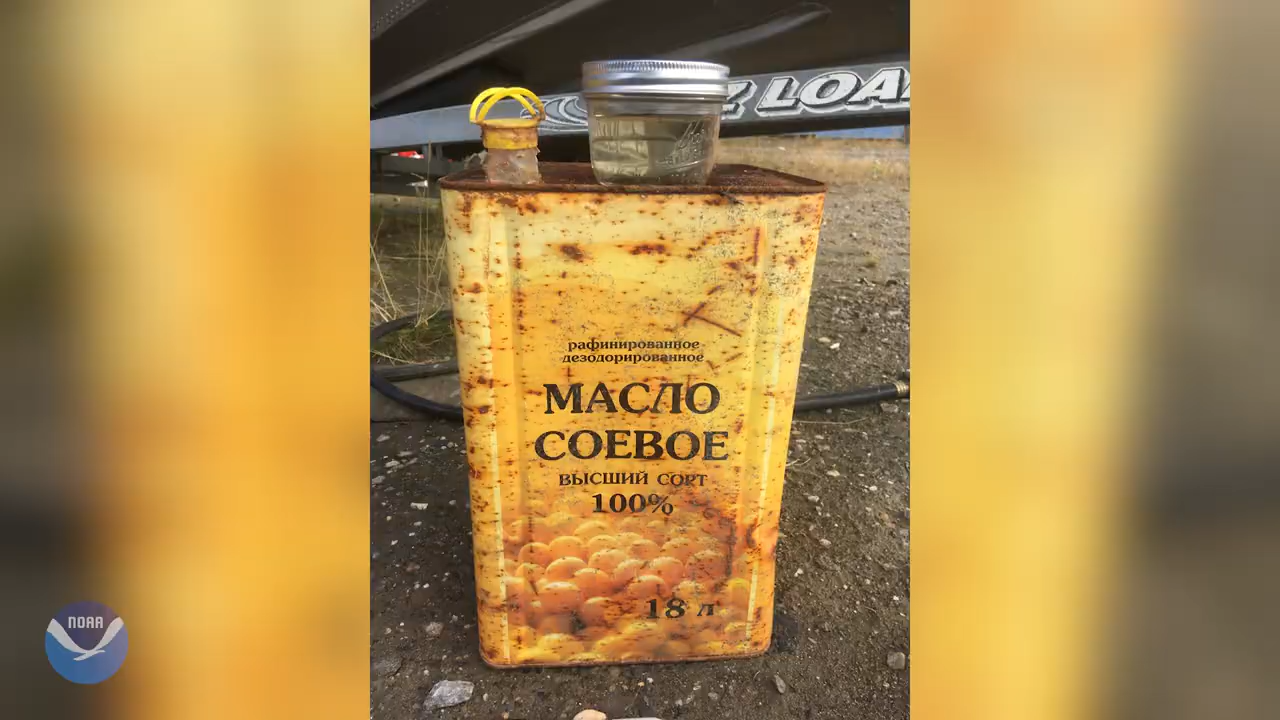 Z LOA
рафинированное
дезодорированное
МАСЛО
СОЕВОЕ
ВЫСШИЙ СОРТ
100%
18 л
NOAA